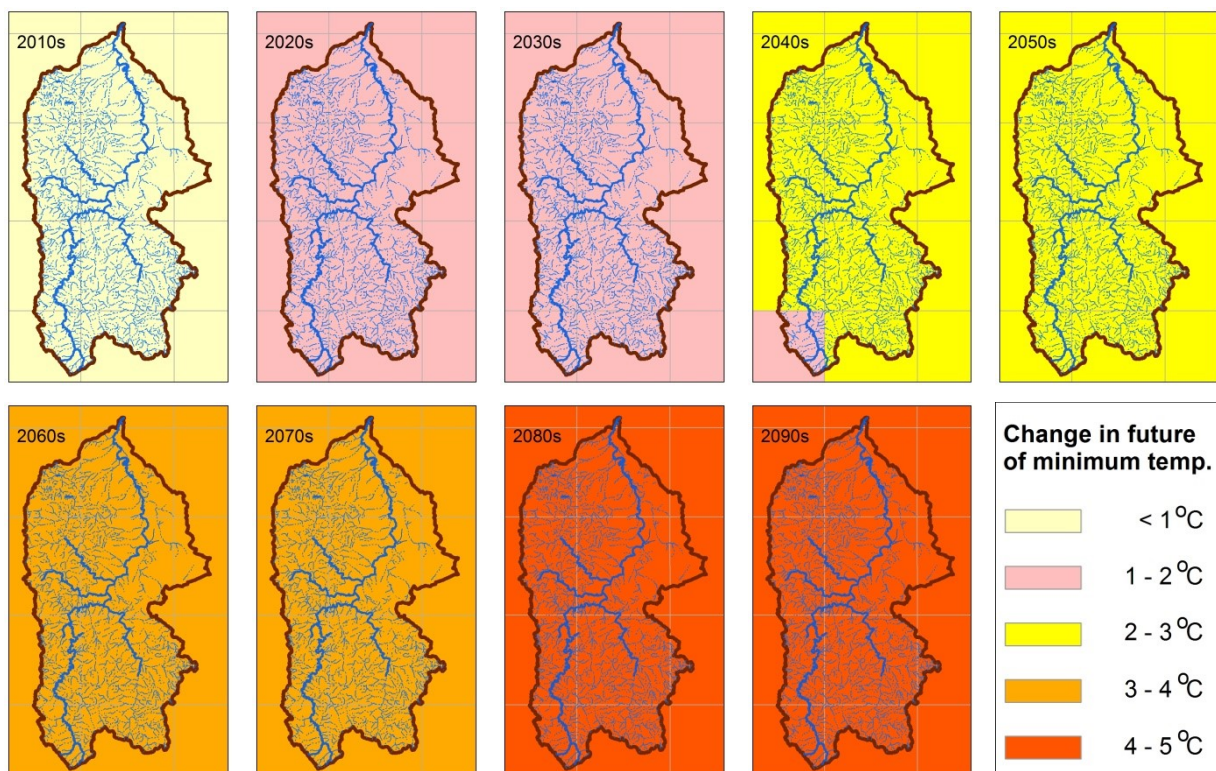 2010s
2020s
2030s
2040s
2050s
2060s
2070s
2080s
2090s
Change in future
of minimum temp.
< 1 °C
1 - 2 °C
2 - 3 °C
3 - 4 °C
4 - 5 °C